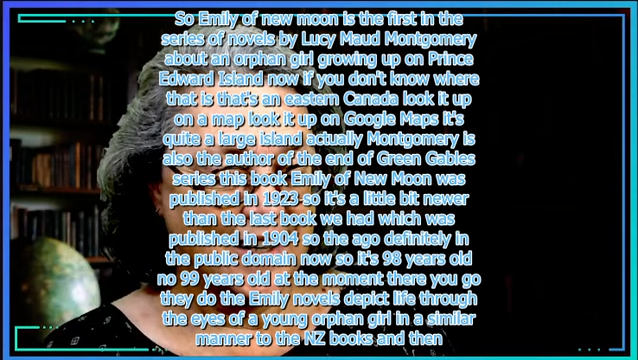 So Emily of new moon is the first in the
series of novels by Lucy Maud Montgomery
about an orphan girl growing up on Prince
Edward Island now if you don't know where
that is that's an eastern Canada look it up
on a map look it up on Google Maps it's
quite a large island actually Montgomery is
also the author of the end of Green Gables
series this book Emily of New Moon was
published in 1923 so it's a little bit newer
than the last book we had which was
published in 1904 so the ago definitely in
the public domain now so it's 98 years old
no 99 years old at the moment there you go
they do the Emily novels depict life through
the eyes of a young orphan girl in a similar
manner to the NZ books and then